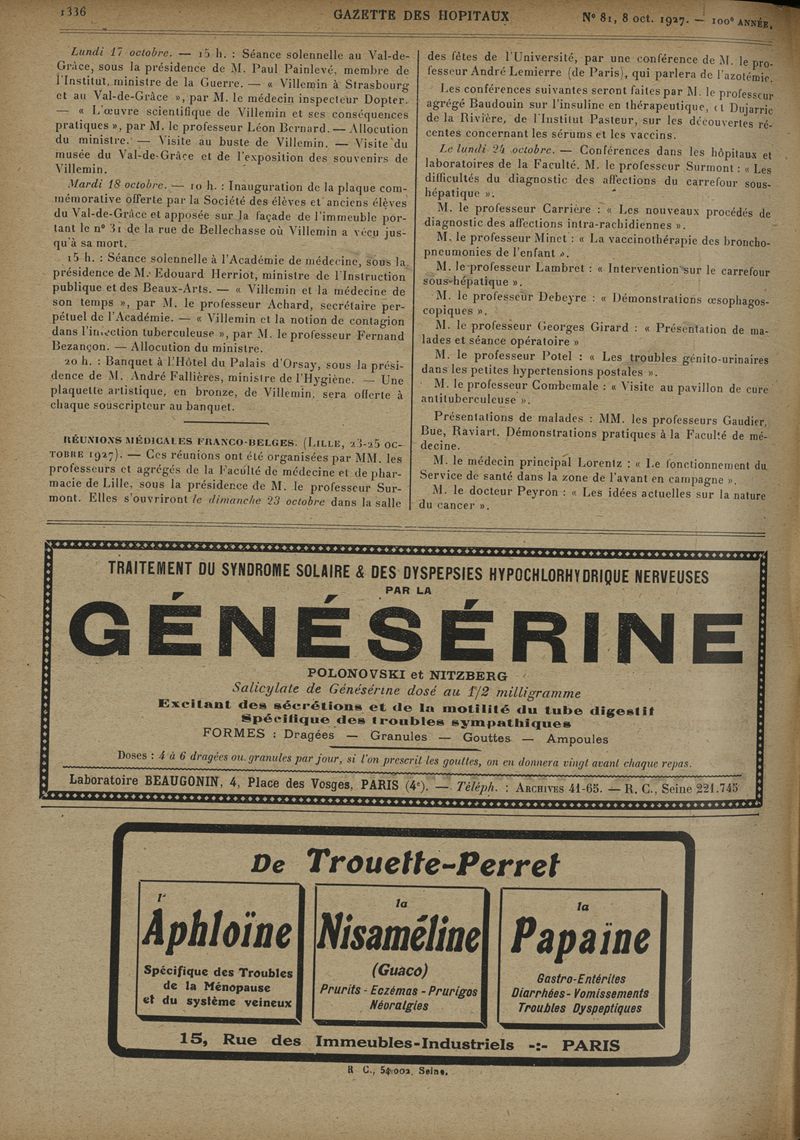 1336
GAZETTE DES HOPITAUX
N° 81, 8 oct. 1927. — 100e ANNÉE.
Lundi 17 octobre. — 15 h. : Séance solennelle au Val-de-
Grâce, sous la présidence de M. Paul Painlevé, membre de
l'Institut, ministre de la Guerre. — « Villemin à Strasbourg
et au Val-de-Grâce », par M. le médecin inspecteur Dopter.
— « L'œuvre scientifique de Villemin et ses conséquences
pratiques », par M. le professeur Léon Bernard. — Allocution
du ministre. — Visite au buste de Villemin. — Visite du
musée du Val-de-Grâce et de l'exposition des souvenirs de
Villemin.
Mardi 18 octobre. — 10 h. : Inauguration de la plaque com-
mémorative offerte par la Société des élèves et anciens élèves
du Val-de-Grâce et apposée sur la façade de l'immeuble por-
tant le n° 31 de la rue de Bellechasse où Villemin a vécu jus-
qu'à sa mort.
15 h. : Séance solennelle à l'Académie de médecine, sous la
présidence de M. Edouard Herriot, ministre de l'Instruction
publique et des Beaux-Arts. — « Villemin et la médecine de
son temps », par M. le professeur Achard, secrétaire per-
pétuel de l'Académie. — « Villemin et la notion de contagion
dans l'infection tuberculeuse », par M. le professeur Fernand
Bezançon. — Allocution du ministre.
20 h. : Banquet à l'Hôtel du Palais d'Orsay, sous la prési-
dence de M. André Fallières, ministre de l'Hygiène. — Une
plaquette artistique, en bronze, de Villemin, sera offerte à
chaque souscripteur au banquet.
RÉUNIONS MÉDICALES FRANCO-BELGES. (LILLE, 23-25 OC-
TOBRE 1927). — Ces réunions ont été organisées par MM. les
professeurs et agrégés de la Faculté de médecine et de phar-
macie de Lille, sous la présidence de M. le professeur Sur-
mont. Elles s'ouvriront le dimanche 23 octobre dans la salle
des fêtes de l'Université, par une conférence de M. le pro-
fesseur André Lemierre (de Paris), qui parlera de l'azotémie.
Les conférences suivantes seront faites par M. le professeur
agrégé Baudouin sur l'insuline en thérapeutique, et Dujarric
de la Rivière, de l'Institut Pasteur, sur les découvertes ré-
centes concernant les sérums et les vaccins.
Le lundi 24 octobre. — Conférences dans les hôpitaux et
laboratoires de la Faculté. M. le professeur Surmont : « Les
difficultés du diagnostic des affections du carrefour sous-
hépatique ».
M. le professeur Carrière : « Les nouveaux procédés de
diagnostic des affections intra-rachidiennes ».
M. le professeur Minet : « La vaccinothérapie des broncho-
pneumonies de l'enfant ».
M. le professeur Lambret : « Intervention sur le carrefour
sous-hépatique ».
M. le professeur Debeyre : « Démonstrations œsophagos-
copiques ».
M. le professeur Georges Girard : « Présentation de ma-
lades et séance opératoire »
M. le professeur Potel : « Les troubles génito-urinaires
dans les petites hypertensions postales ».
M. le professeur Combemale : « Visite au pavillon de cure
antituberculeuse ».
Présentations de malades : MM. les professeurs Gaudier,
Bue, Raviart. Démonstrations pratiques à la Faculté de mé-
decine.
M. le médecin principal Lorentz : « Le fonctionnement du
Service de santé dans la zone de l'avant en campagne ».
M. le docteur Peyron : « Les idées actuelles sur la nature
du cancer ».
TRAITEMENT DU SYNDROME SOLAIRE & DES DYSPEPSIES HYPOCHLORHYDRIQUE NERVEUSES
PAR LA
GÉNÉSÉRINE
POLONOVSKI et NITZBERG
Salicylate de Génésérine dosé au 1/2 milligramme
Excitant des sécrétions et de la motilité du tube digestif
Spécifique des troubles sympathiques
FORMES : Dragées — Granules — Gouttes — Ampoules
Doses : 4 à 6 dragées ou granules par jour, si l'on prescrit les gouttes, on en donnera vingt avant chaque repas.
Laboratoire BEAUGONIN, 4, Place des Vosges, PARIS (4e). — Téléph. : ARCHIVES 41-65. — R. C., Seine 221.745
De Trouette-Perret
l'
Aphloïne
Spécifique des Troubles
de la Ménopause
et du système veineux
la
Nisaméline
(Guaco)
Prurits - Eczémas - Prurigos
Névralgies
la
Papaïne
Gastro-Entérites
Diarrhées - Vomissements
Troubles Dyspeptiques
15, Rue des Immeubles-Industriels -:- PARIS
R C., 54.002, Seine.